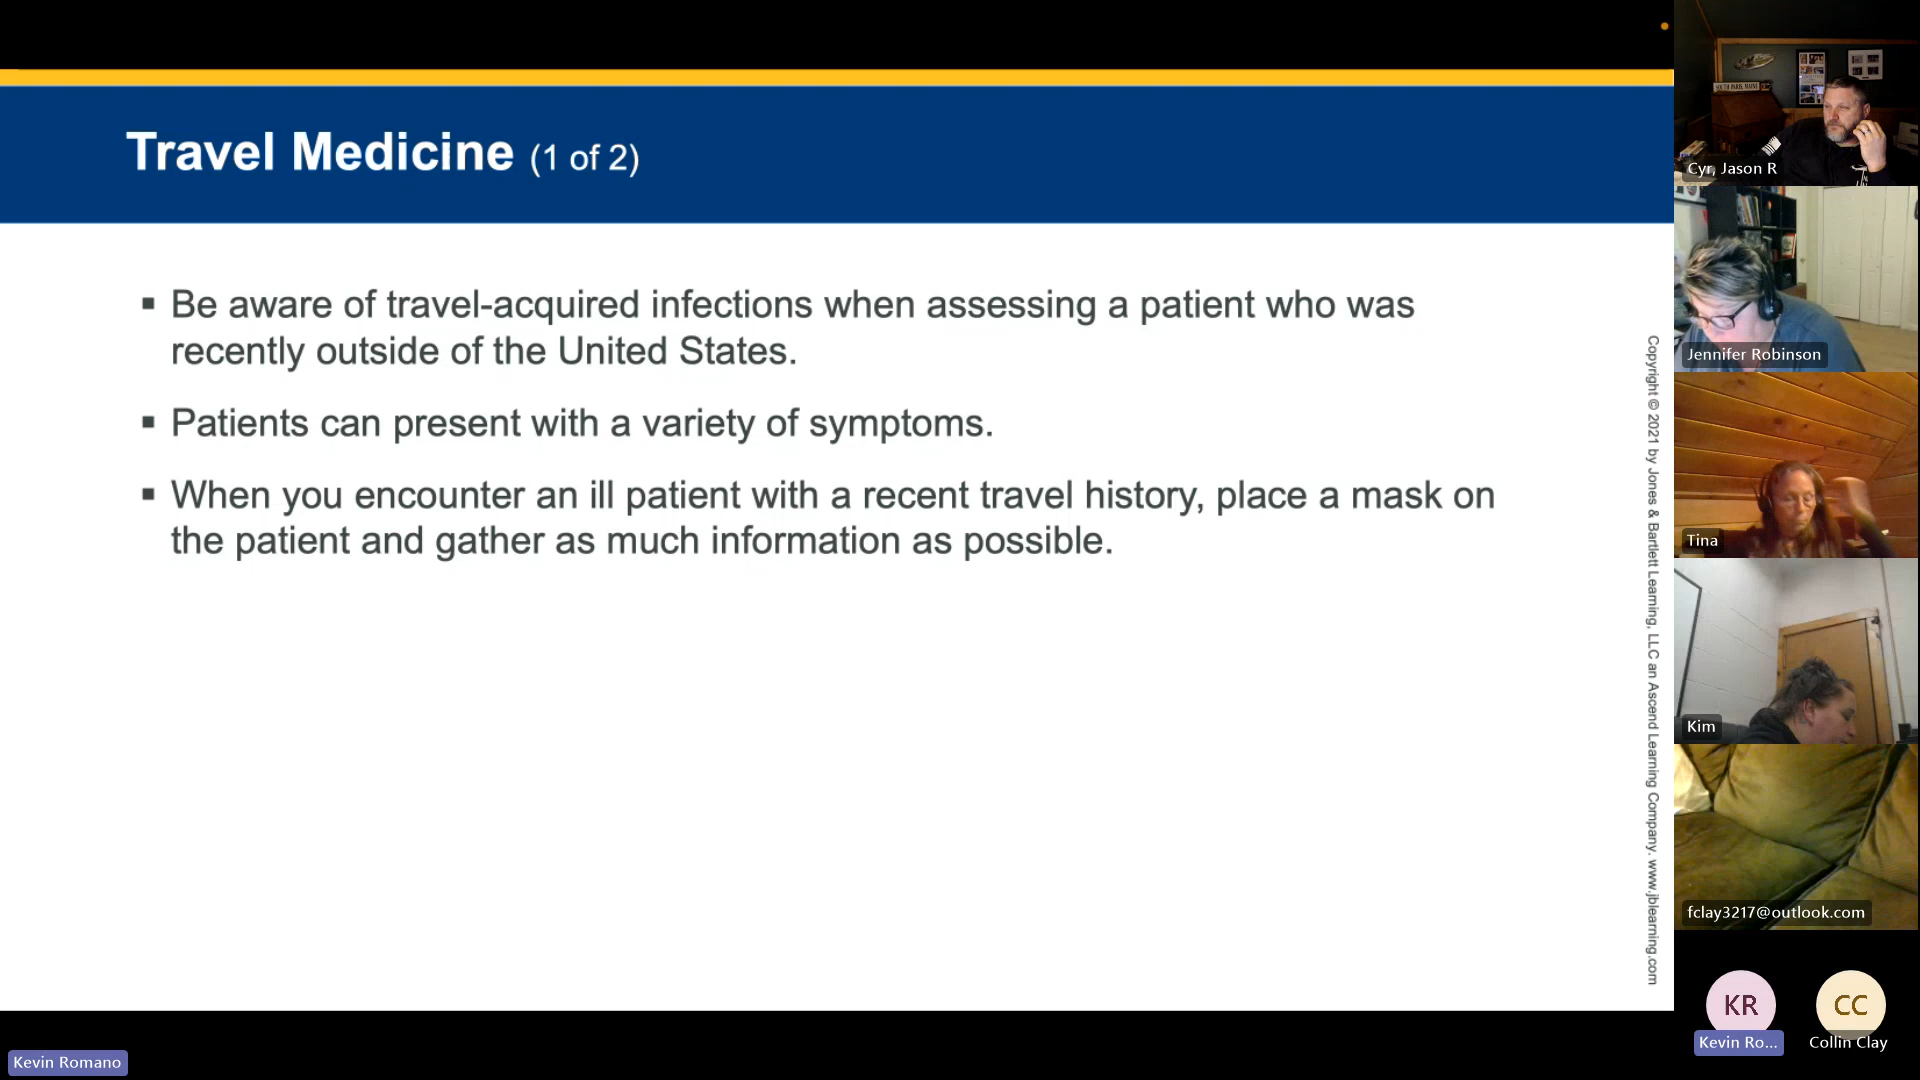 Travel Medicine (1 of 2)
▪ Be aware of travel-acquired infections when assessing a patient who was
recently outside of the United States.
▪ Patients can present with a variety of symptoms.
▪ When you encounter an ill patient with a recent travel history, place a mask on
the patient and gather as much information as possible.
Copyright © 2021 by Jones & Bartlett Learning, LLC an Ascend Learning Company. www.jblearning.com
SOUTH PARIS, MAINE
Cyr, Jason R
Jennifer Robinson
Tina
Kim
fclay3217@outlook.com
KR
CC
Kevin Ro...
Collin Clay
Kevin Romano